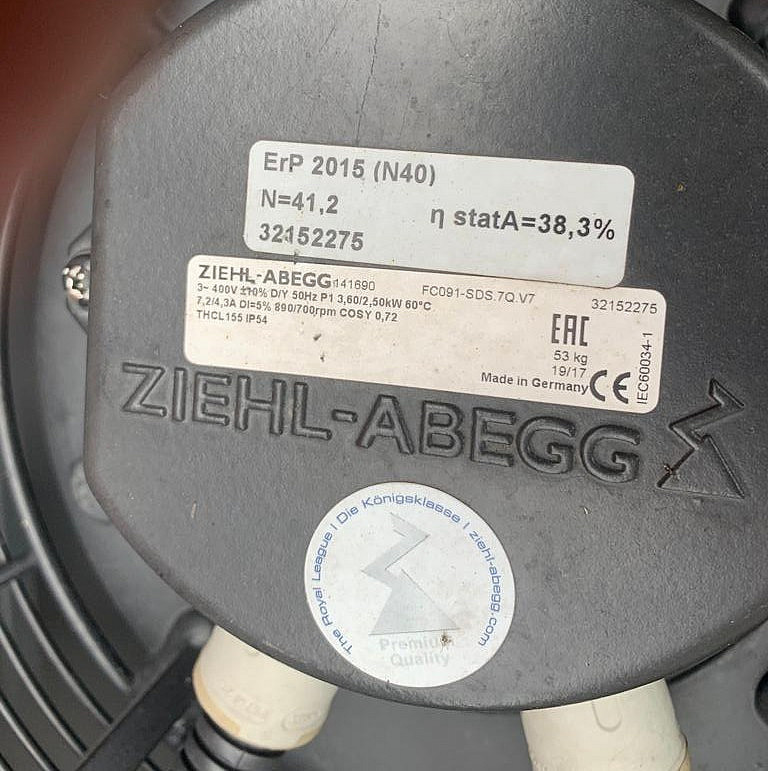 ErP 2015 (N40)
N=41,2
η statA=38,3%
32152275
ZIEHL-ABEGG 141690 FC091-SDS.7Q.V7 32152275
3~ 400V ±10% D/Y 50Hz P1 3,60/2,50kW 60°C
7,2/4,3A DI=5% 890/700rpm COSY 0,72
THCL155 IP54
EAC
53 kg
19/17
Made in Germany CE
IEC60034-1
ZIEHL-ABEGG
The Royal League | Die Königsklasse | ziehl-abegg.com
Premium
Quality